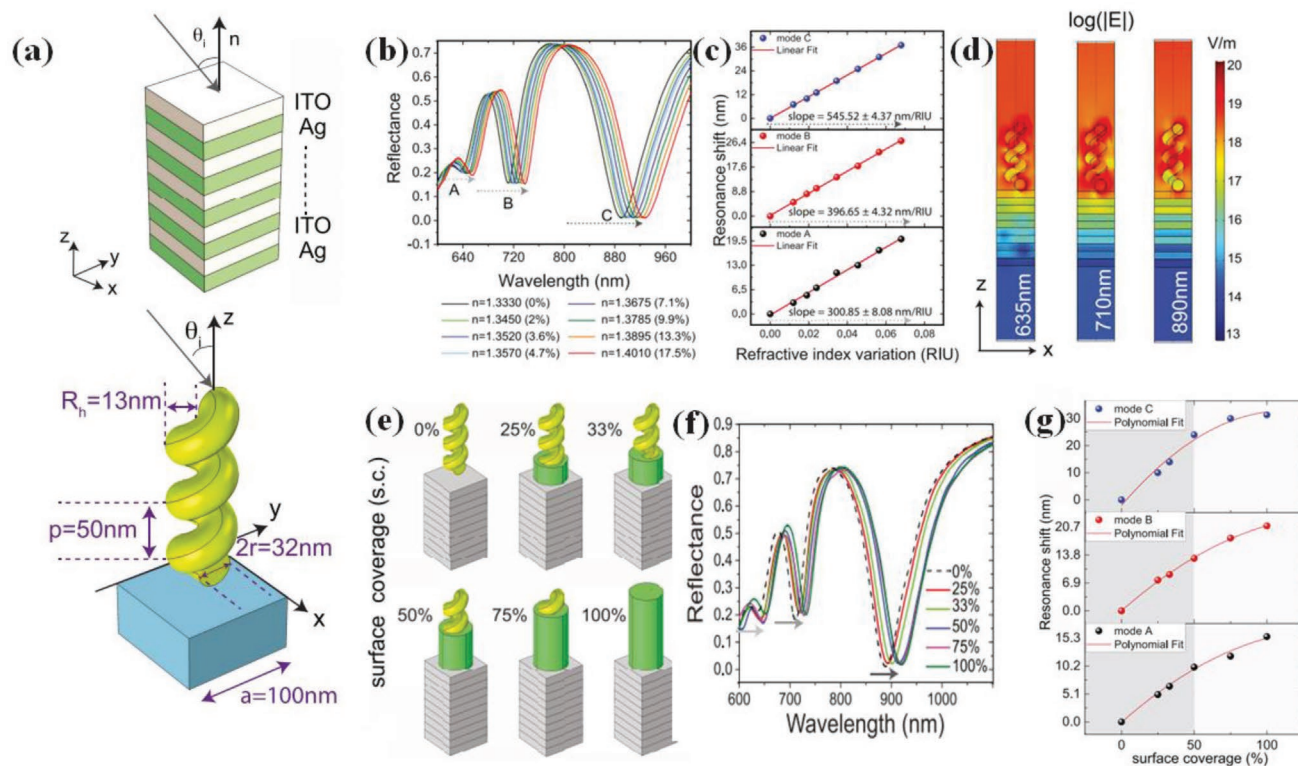 (a)
θi
n
ITO
Ag
ITO
Ag
z
y
x
θi
z
Rh=13nm
p=50nm
y
2r=32nm
x
a=100nm
(b)
0.7
0.6
0.5
0.4
0.3
0.2
0.1
0.0
-0.1
Reflectance
A
B
C
640 720 800 880 960
Wavelength (nm)
n=1.3330 (0%)
n=1.3450 (2%)
n=1.3520 (3.6%)
n=1.3570 (4.7%)
n=1.3675 (7.1%)
n=1.3785 (9.9%)
n=1.3895 (13.3%)
n=1.4010 (17.5%)
(c)
mode C
Linear Fit
36
24
12
0
slope = 545.52 ± 4.37 nm/RIU
mode B
Linear Fit
26.4
17.6
8.8
0.0
slope = 396.65 ± 4.32 nm/RIU
mode A
Linear Fit
19.5
13.0
6.5
0.0
slope = 300.85 ± 8.08 nm/RIU
Resonance shift (nm)
0.00 0.02 0.04 0.06 0.08
Refractive index variation (RIU)
(d)
log(|E|)
V/m
20
19
18
17
16
15
14
13
635nm
710nm
890nm
z
x
(e)
surface coverage (s.c.)
0%
25%
33%
50%
75%
100%
(f)
0.9
0.8
0.7
0.6
0.5
0.4
0.3
0.2
0.1
0.0
Reflectance
0%
25%
33%
50%
75%
100%
600 700 800 900 1000
Wavelength (nm)
(g)
mode C
Polynomial Fit
30
20
10
0
mode B
Polynomial Fit
20.7
13.8
6.9
0.0
mode A
Polynomial Fit
15.3
10.2
5.1
0.0
Resonance shift (nm)
0 50 100
surface coverage (%)